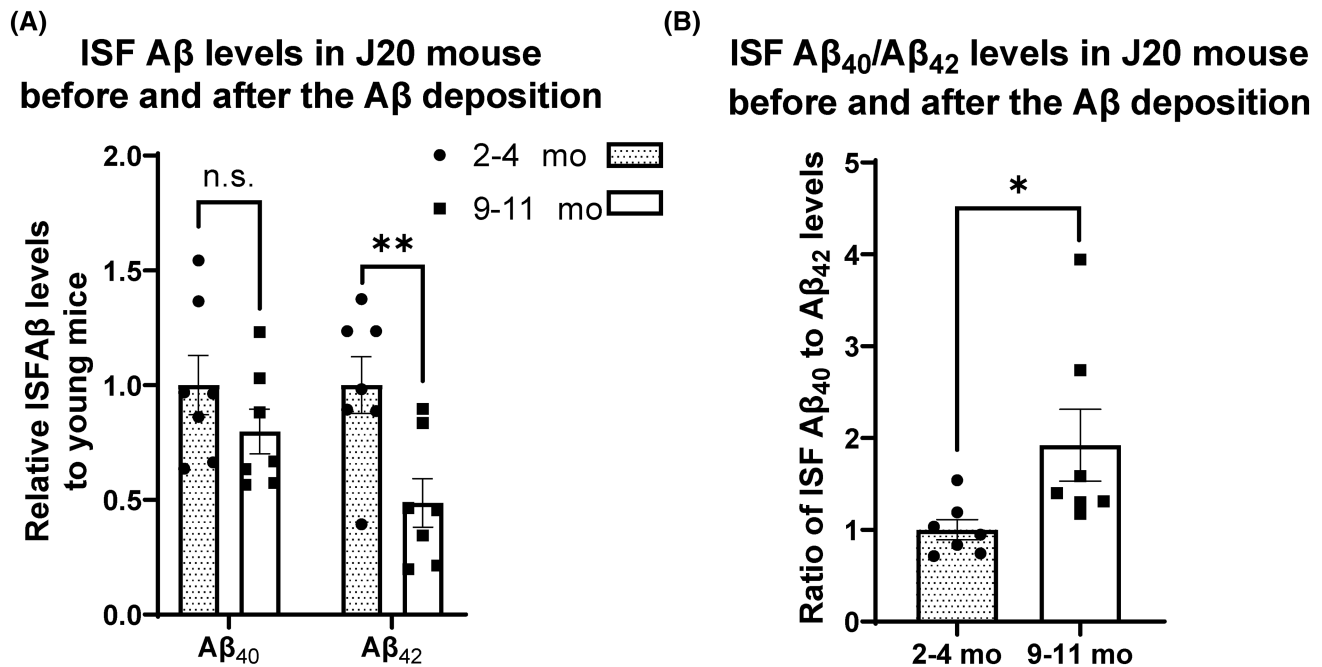 (A)
ISF Aβ levels in J20 mouse
before and after the Aβ deposition
2-4 mo
9-11 mo
Relative ISFAβ levels
to young mice
2.0
1.5
1.0
0.5
0.0
n.s.
**
Aβ40
Aβ42
(B)
ISF Aβ40/Aβ42 levels in J20 mouse
before and after the Aβ deposition
Ratio of ISF Aβ40 to Aβ42 levels
5
4
3
2
1
0
*
2-4 mo
9-11 mo